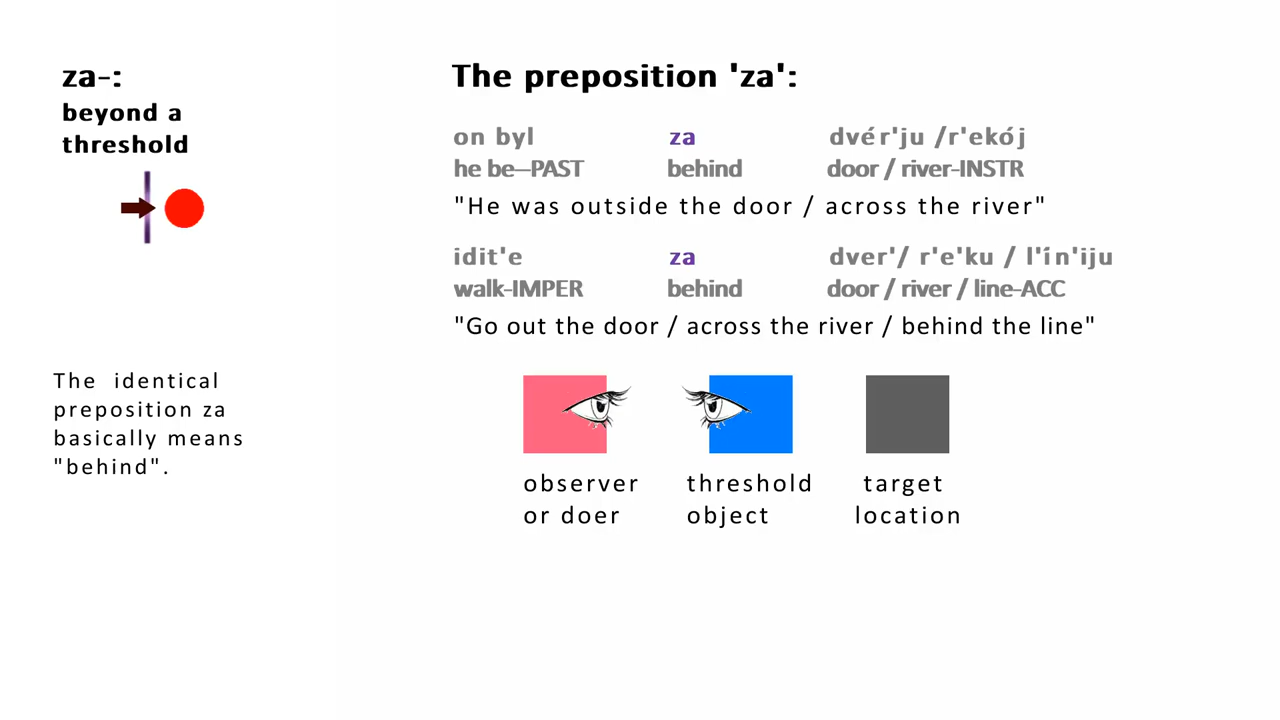 za-:
beyond a
threshold
The identical
preposition za
basically means
"behind".
The preposition 'za':
on byl za dvér'ju /r'ekój
he be—PAST behind door / river-INSTR
"He was outside the door / across the river"
idit'e za dver'/ r'e'ku / l'ín'iju
walk-IMPER behind door / river / line-ACC
"Go out the door / across the river / behind the line"
observer
or doer
threshold
object
target
location